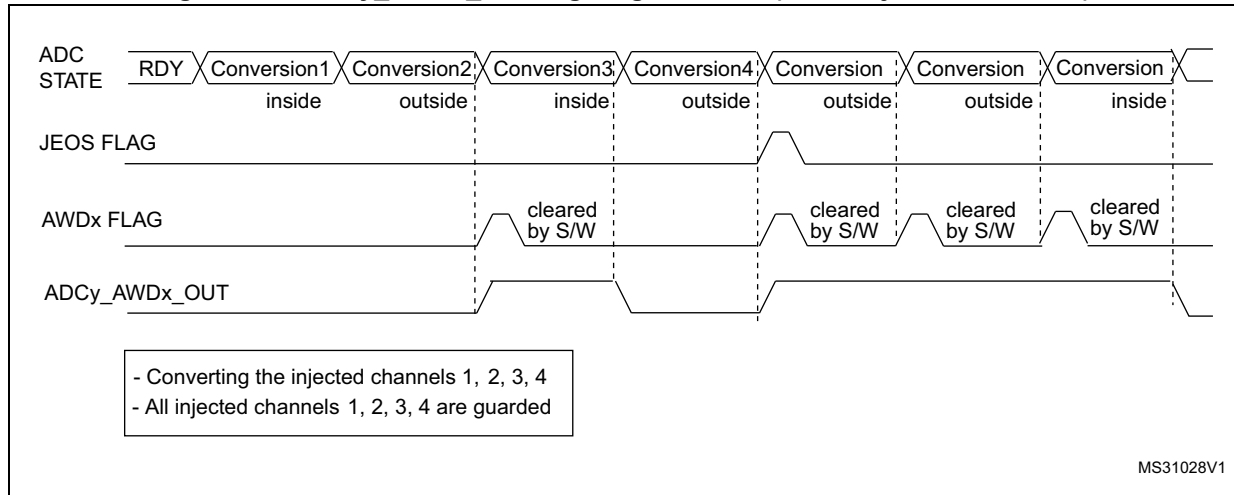 ADC
STATE
RDY Conversion1 Conversion2 Conversion3 Conversion4 Conversion Conversion Conversion
inside outside inside outside outside outside inside
JEOS FLAG
AWDx FLAG
cleared
by S/W
cleared
by S/W
cleared
by S/W
cleared
by S/W
ADCy_AWDx_OUT
- Converting the injected channels 1, 2, 3, 4
- All injected channels 1, 2, 3, 4 are guarded
MS31028V1